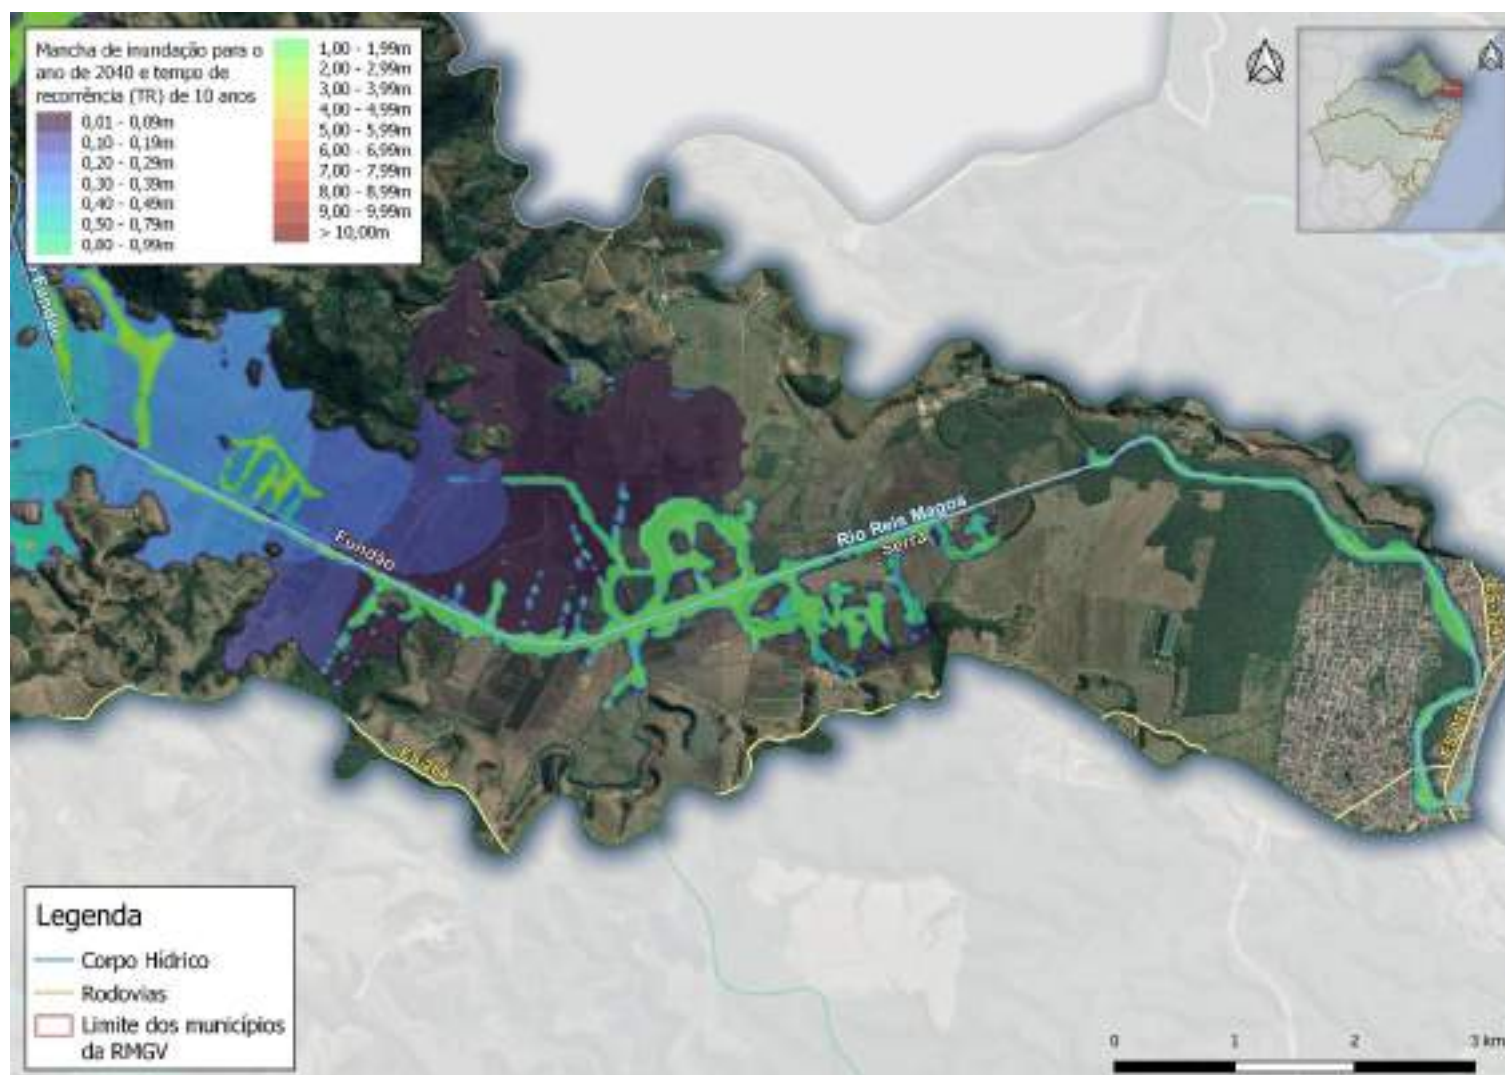 Mancha de inundação para o
ano de 2040 e tempo de
recorrência (TR) de 10 anos
0,01 - 0,09m
0,10 - 0,19m
0,20 - 0,29m
0,30 - 0,39m
0,40 - 0,49m
0,50 - 0,79m
0,80 - 0,99m
1,00 - 1,99m
2,00 - 2,99m
3,00 - 3,99m
4,00 - 4,99m
5,00 - 5,99m
6,00 - 6,99m
7,00 - 7,99m
8,00 - 8,99m
9,00 - 9,99m
> 10,00m
Fundão
Fundão
Rio Reis Magos
Serra
Legenda
Corpo Hídrico
Rodovias
Limite dos municípios
da RMGV
0 1 2 3 km